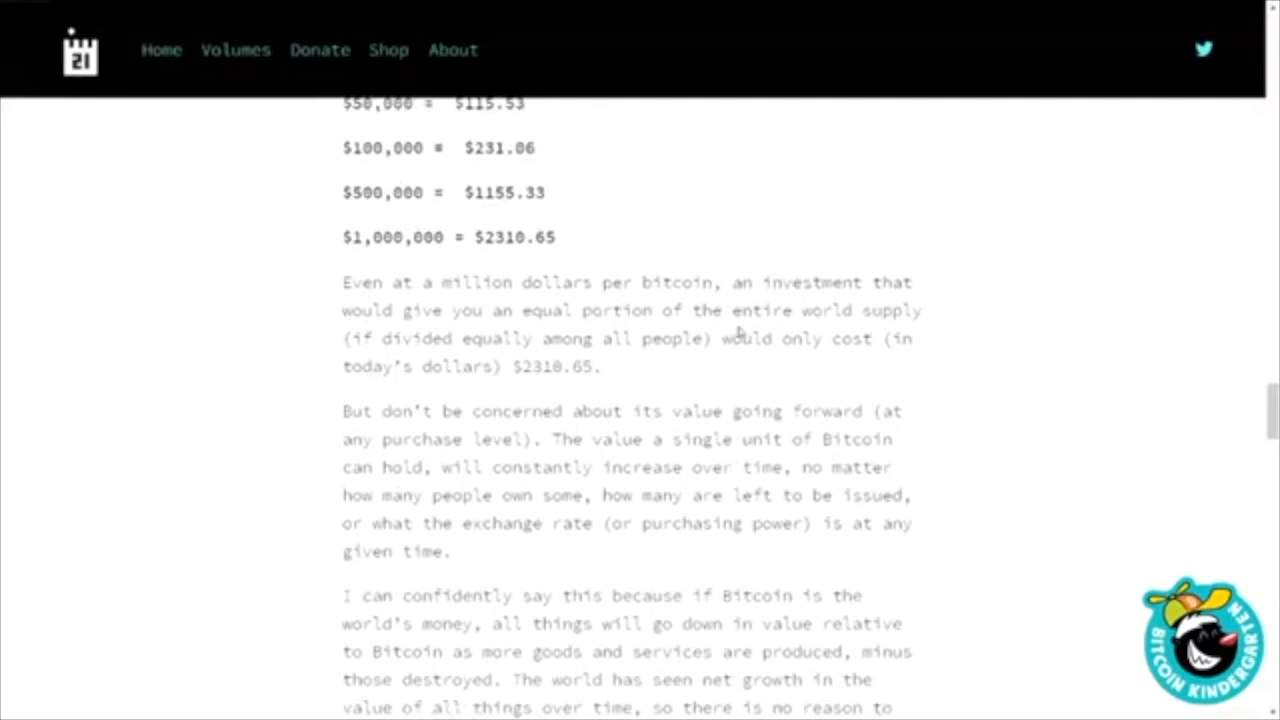 21
Home Volumes Donate Shop About
$50,000 = $115.53
$100,000 = $231.06
$500,000 = $1155.33
$1,000,000 = $2310.65
Even at a million dollars per bitcoin, an investment that
would give you an equal portion of the entire world supply
(if divided equally among all people) would only cost (in
today's dollars) $2310.65.
But don't be concerned about its value going forward (at
any purchase level). The value a single unit of Bitcoin
can hold, will constantly increase over time, no matter
how many people own some, how many are left to be issued,
or what the exchange rate (or purchasing power) is at any
given time.
I can confidently say this because if Bitcoin is the
world's money, all things will go down in value relative
to Bitcoin as more goods and services are produced, minus
those destroyed. The world has seen net growth in the
value of all things over time, so there is no reason to
BITCOIN KINDERGARTEN